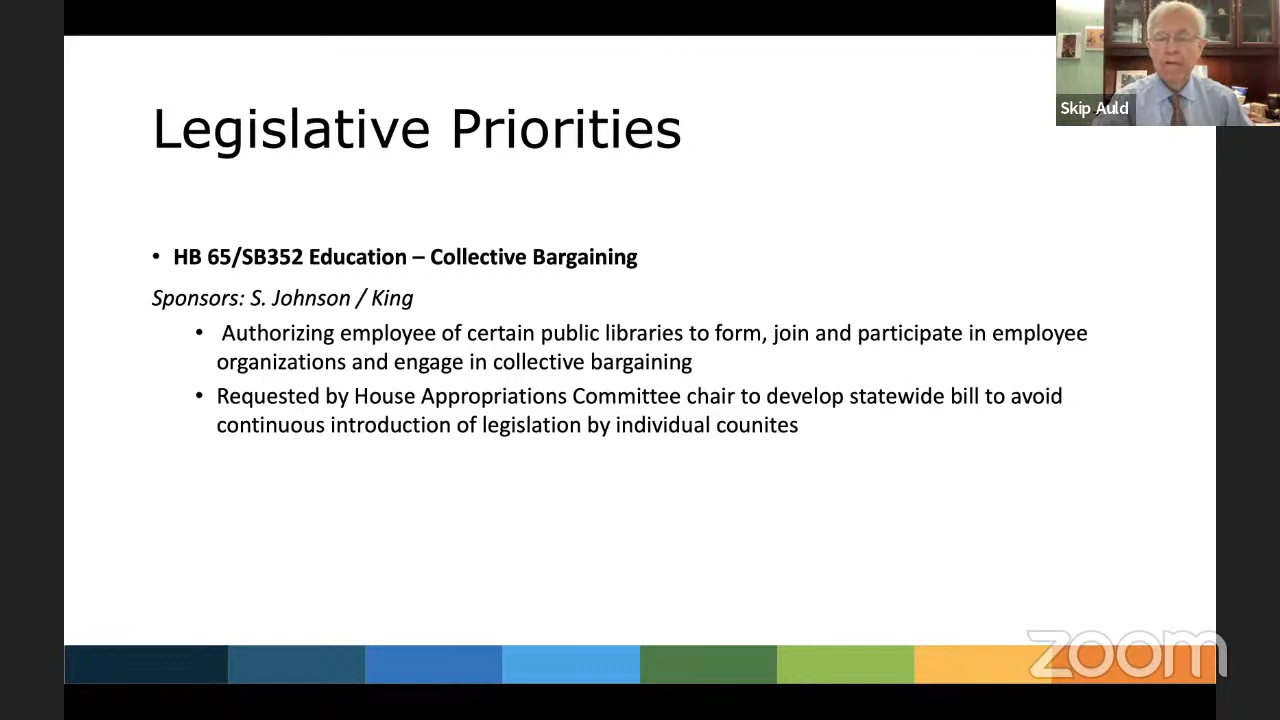 Skip Auld
Legislative Priorities
• HB 65/SB352 Education – Collective Bargaining
Sponsors: S. Johnson / King
• Authorizing employee of certain public libraries to form, join and participate in employee
organizations and engage in collective bargaining
• Requested by House Appropriations Committee chair to develop statewide bill to avoid
continuous introduction of legislation by individual counites
zoom